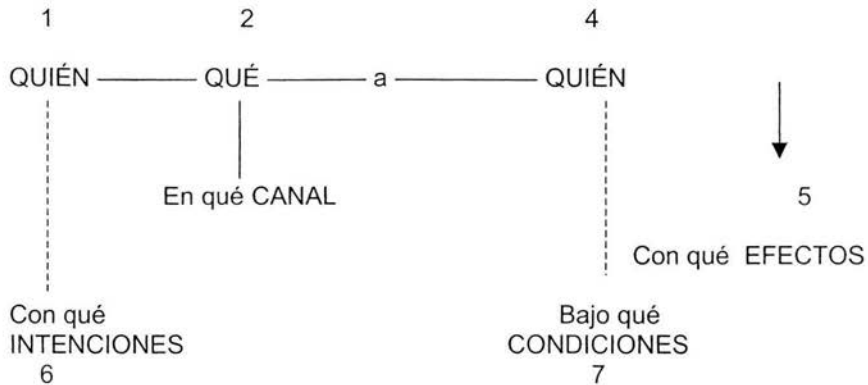 1 2 4
QUIÉN QUÉ a QUIÉN
En qué CANAL 5
Con qué EFECTOS
Con qué Bajo qué
INTENCIONES CONDICIONES
6 7